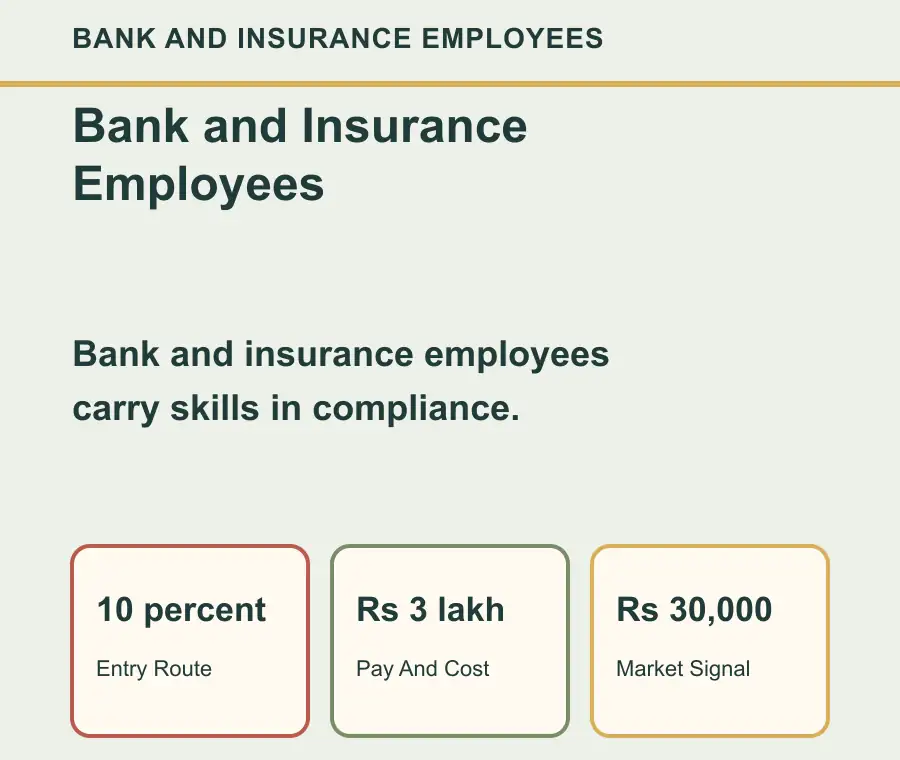 BANK AND INSURANCE EMPLOYEES
Bank and Insurance
Employees
Bank and insurance employees
carry skills in compliance.
10 percent
Entry Route
Rs 3 lakh
Pay And Cost
Rs 30,000
Market Signal